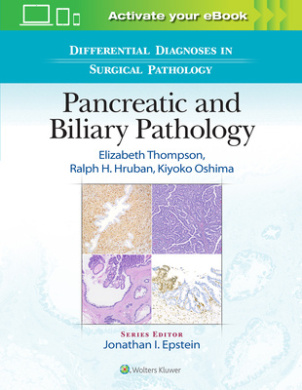 Activate your eBook
DIFFERENTIAL DIAGNOSES IN
SURGICAL PATHOLOGY
Pancreatic and
Biliary Pathology
Elizabeth Thompson,
Ralph H. Hruban, Kiyoko Oshima
SERIES EDITOR
Jonathan I. Epstein
Wolters Kluwer